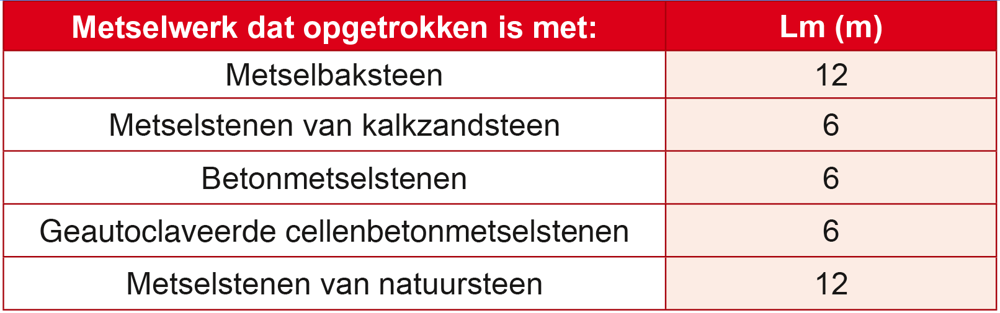 Metselwerk dat opgetrokken is met: Lm (m)
Metselbaksteen 12
Metselstenen van kalkzandsteen 6
Betonmetselstenen 6
Geautoclaveerde cellenbetonmetselstenen 6
Metselstenen van natuursteen 12